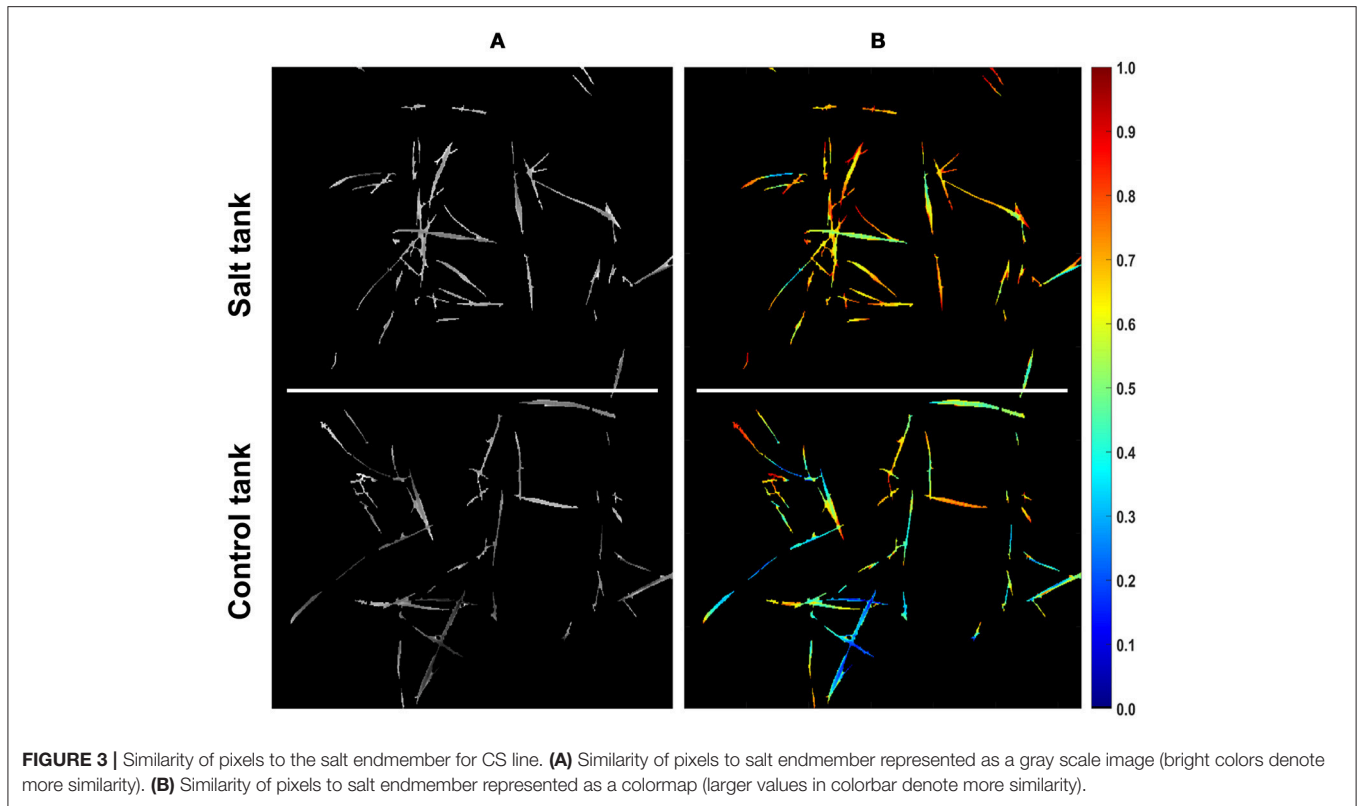 A
B
Salt tank
Control tank
1.0
0.9
0.8
0.7
0.6
0.5
0.4
0.3
0.2
0.1
0.0
FIGURE 3 | Similarity of pixels to the salt endmember for CS line. (A) Similarity of pixels to salt endmember represented as a gray scale image (bright colors denote
more similarity). (B) Similarity of pixels to salt endmember represented as a colormap (larger values in colorbar denote more similarity).